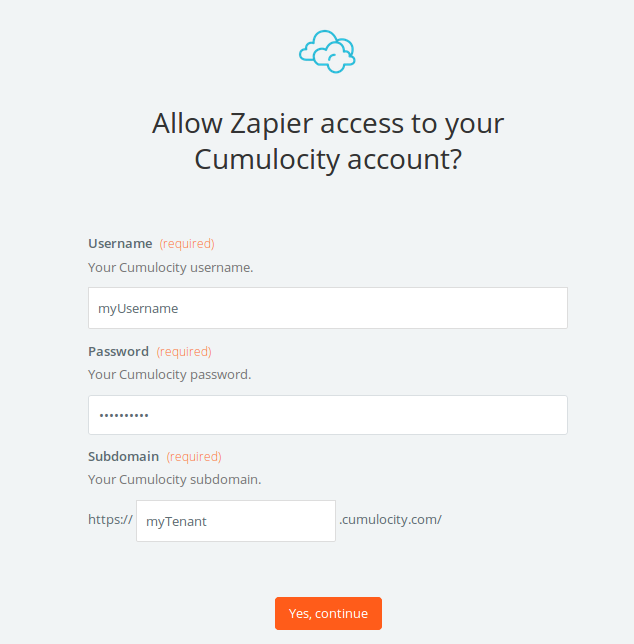 Allow Zapier access to your
Cumulocity account?
Username (required)
Your Cumulocity username.
myUsername
Password (required)
Your Cumulocity password.
••••••••••
Subdomain (required)
Your Cumulocity subdomain.
https:// myTenant .cumulocity.com/
Yes, continue